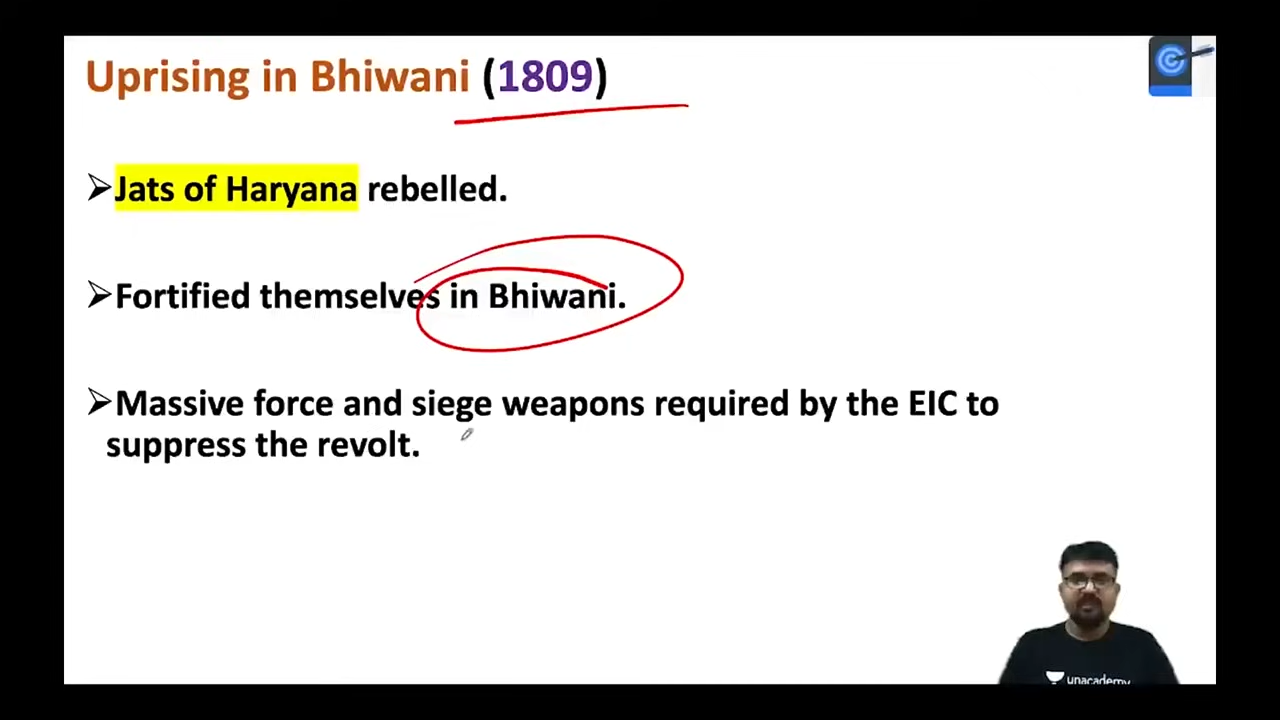 Uprising in Bhiwani (1809)
➢Jats of Haryana rebelled.
➢Fortified themselves in Bhiwani.
➢Massive force and siege weapons required by the EIC to
suppress the revolt.
unacademy